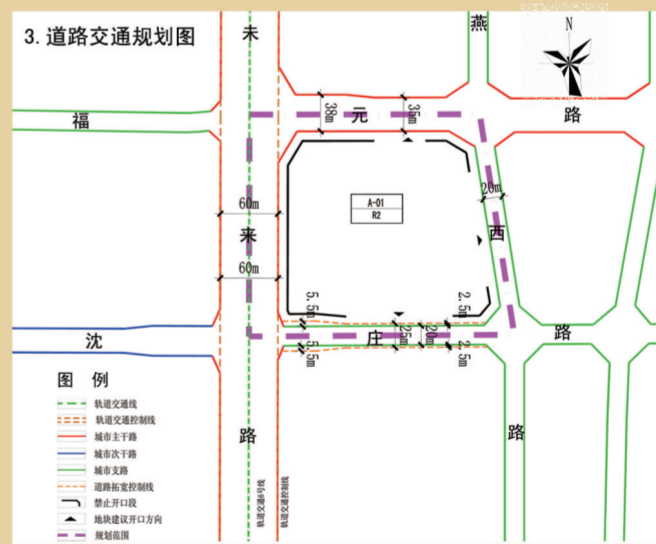 3.道路交通规划图
未来路
福元路
燕西路
沈庄路
N
38m
35m
20m
60m
60m
A-01
R2
5.5m
2.5m
25m
20m
5.5m
2.5m
轨道交通6号线
轨道交通控制线
图 例
轨道交通线
轨道交通控制线
城市主干路
城市次干路
城市支路
道路拓宽控制线
禁止开口段
地块建议开口方向
规划范围